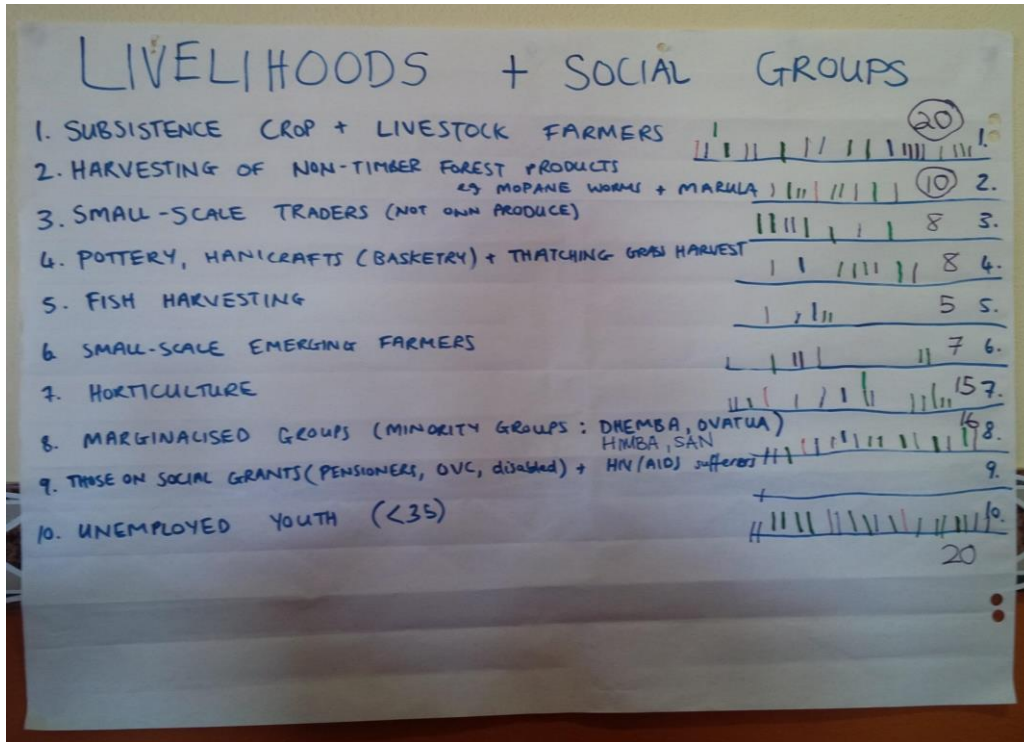 LIVELIHOODS + SOCIAL GROUPS
1. SUBSISTENCE CROP + LIVESTOCK FARMERS 20 1.
2. HARVESTING OF NON-TIMBER FOREST PRODUCTS
eg MOPANE WORMS + MARULA 10 2.
3. SMALL-SCALE TRADERS (NOT OWN PRODUCE) 8 3.
4. POTTERY, HANICRAFTS (BASKETRY) + THATCHING GRASS HARVEST 8 4.
5. FISH HARVESTING 5 5.
6 SMALL-SCALE EMERGING FARMERS 7 6.
7. HORTICULTURE 15 7.
8. MARGINALISED GROUPS (MINORITY GROUPS: DHEMBA, OVATUA) 16 8.
HIMBA, SAN
9. THOSE ON SOCIAL GRANTS (PENSIONERS, OVC, disabled) + HIV/AIDS sufferers 9.
10. UNEMPLOYED YOUTH (<35) 10.
20